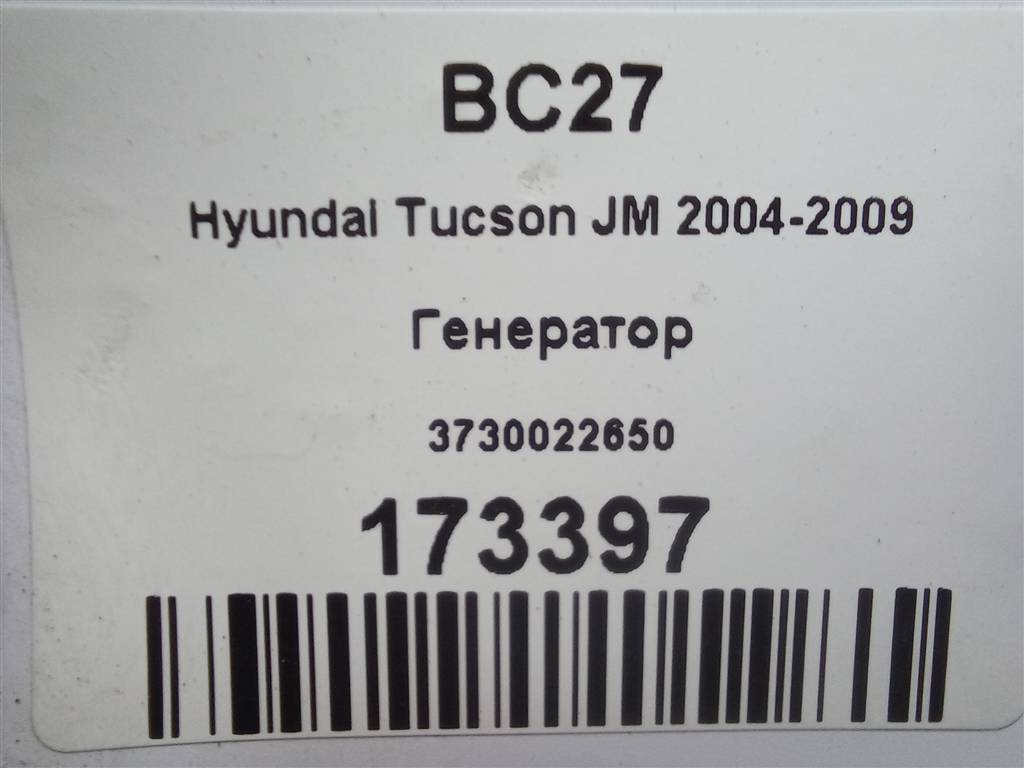 BC27
Hyundai Tucson JM 2004-2009
Генератор
3730022650
173397